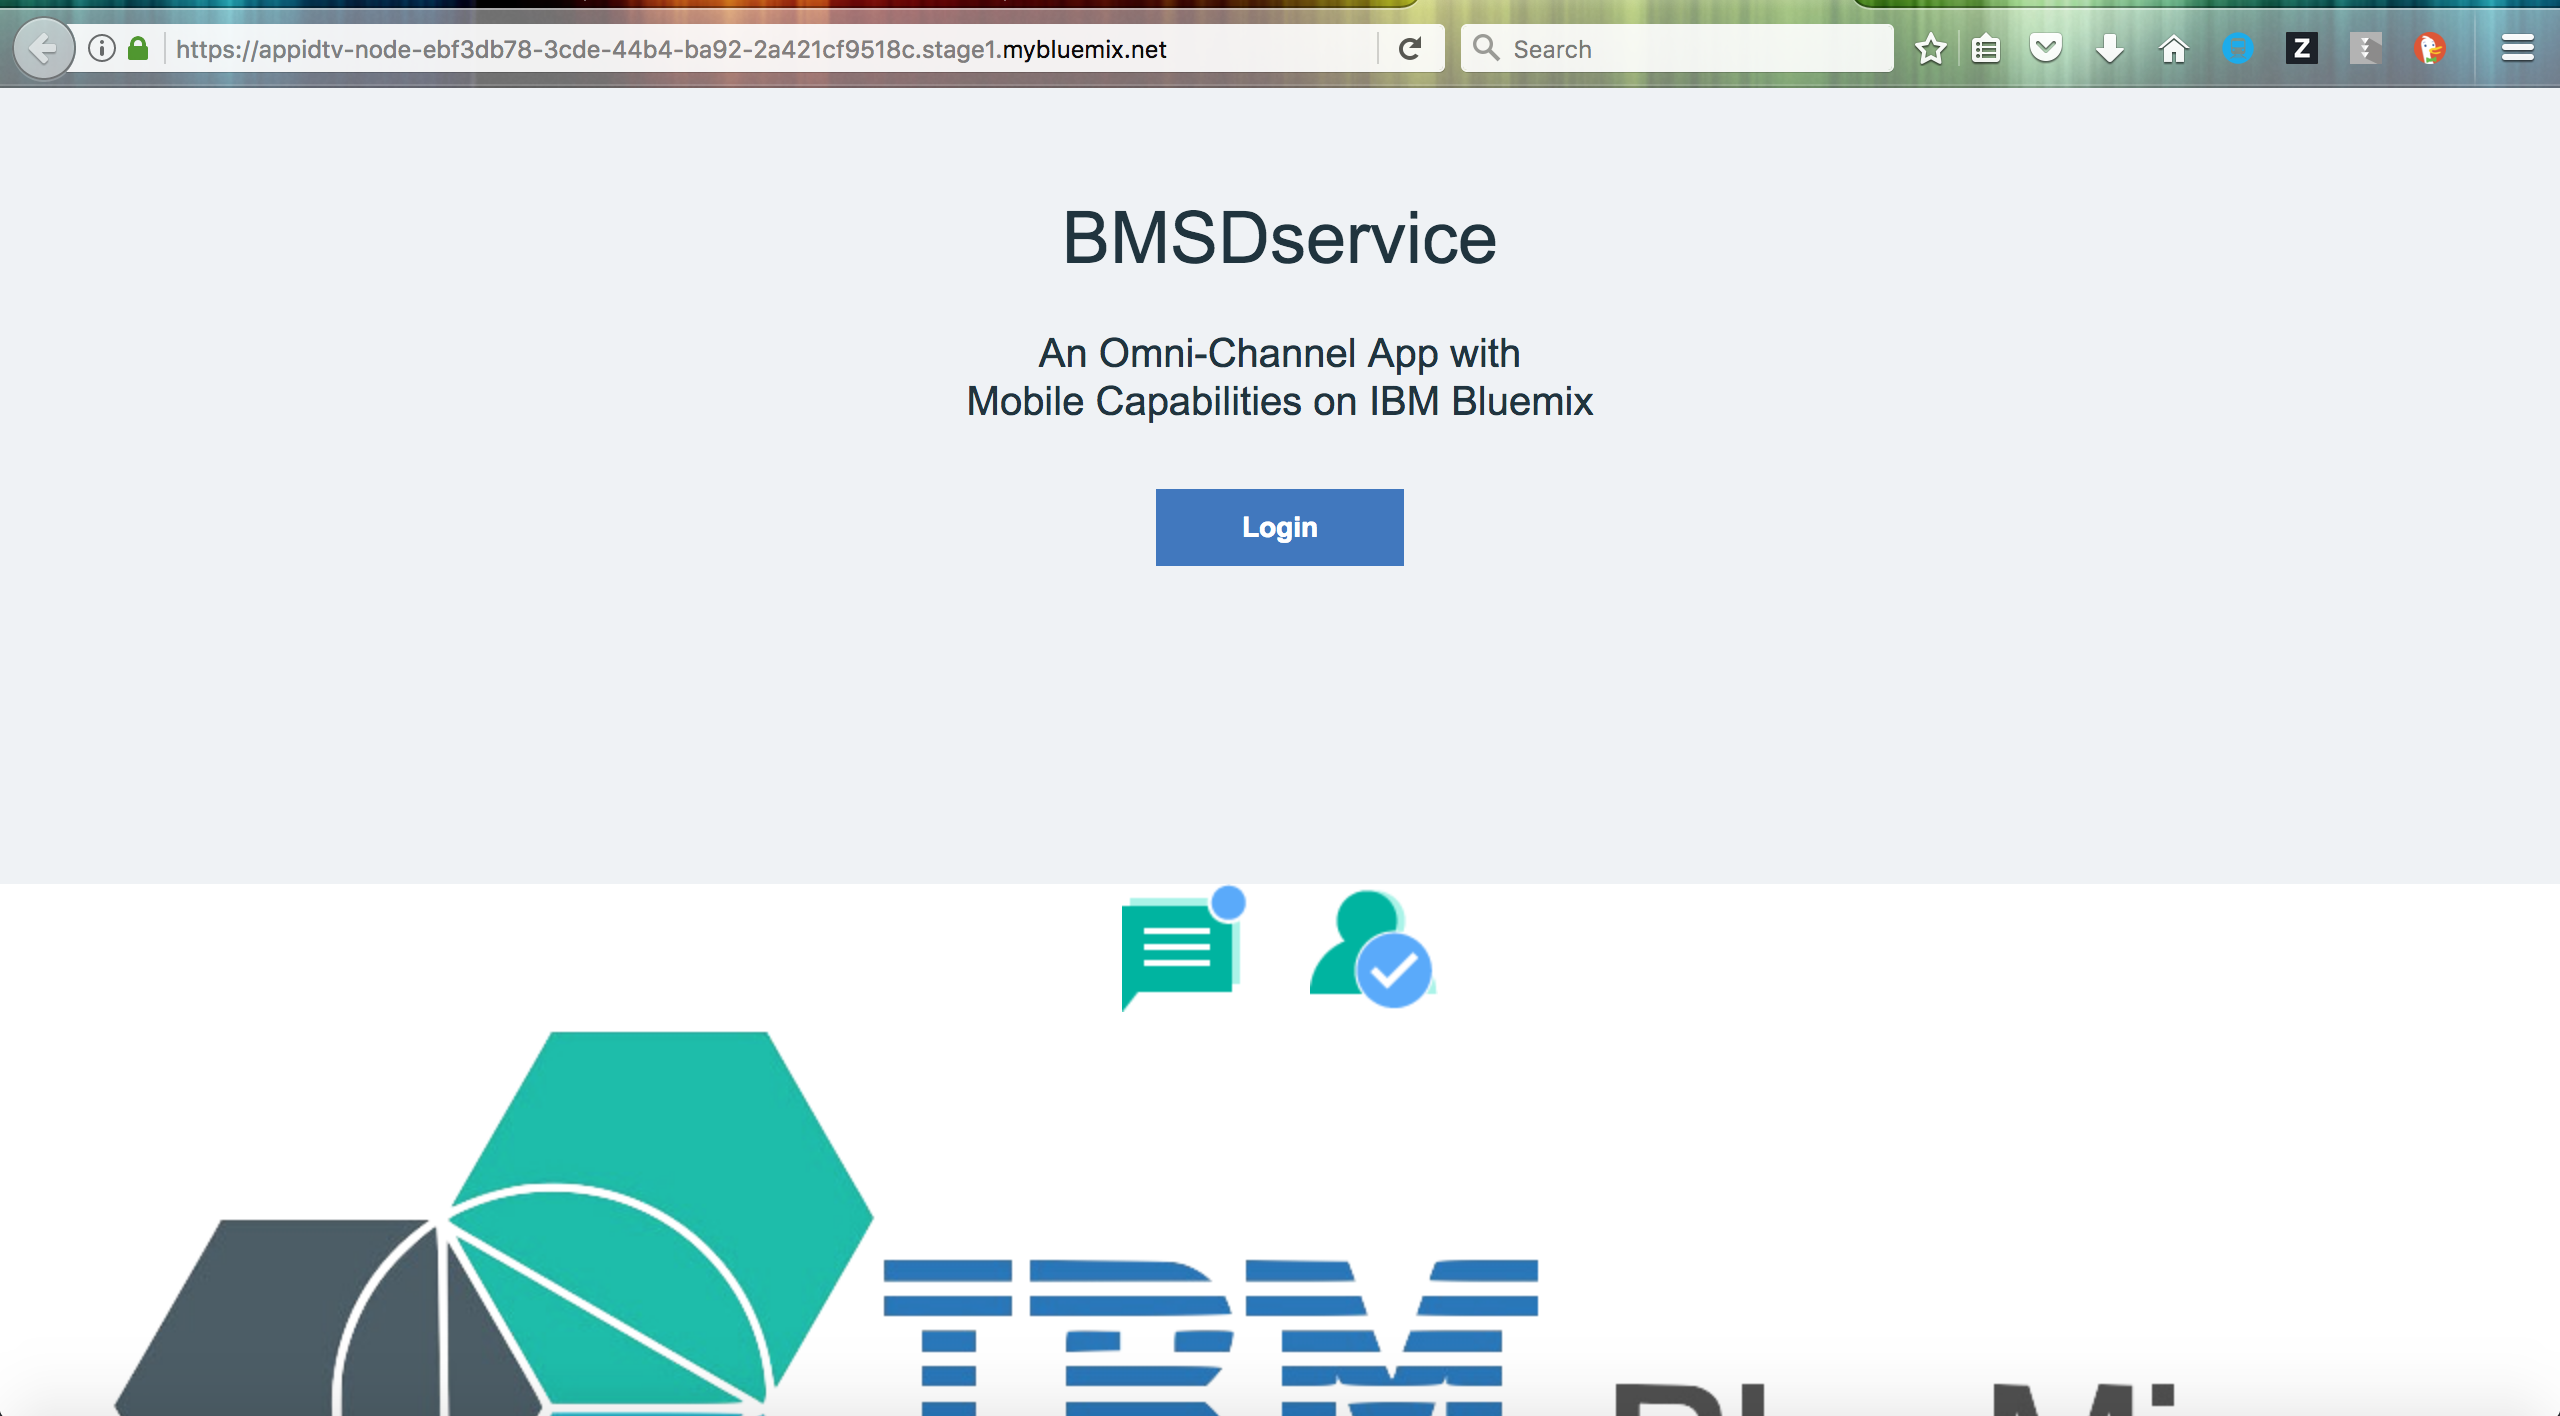 https://appidtv-node-ebf3db78-3cde-44b4-ba92-2a421cf9518c.stage1.mybluemix.net
Search
Z
BMSDservice
An Omni-Channel App with
Mobile Capabilities on IBM Bluemix
Login
IBM